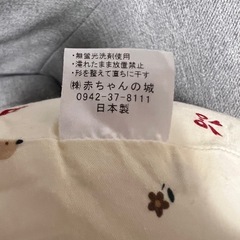 ・無蛍光洗剤使用
・濡れたまま放置禁止
・形を整えて直ちに干す
㈱赤ちゃんの城
0942-37-8111
日本製